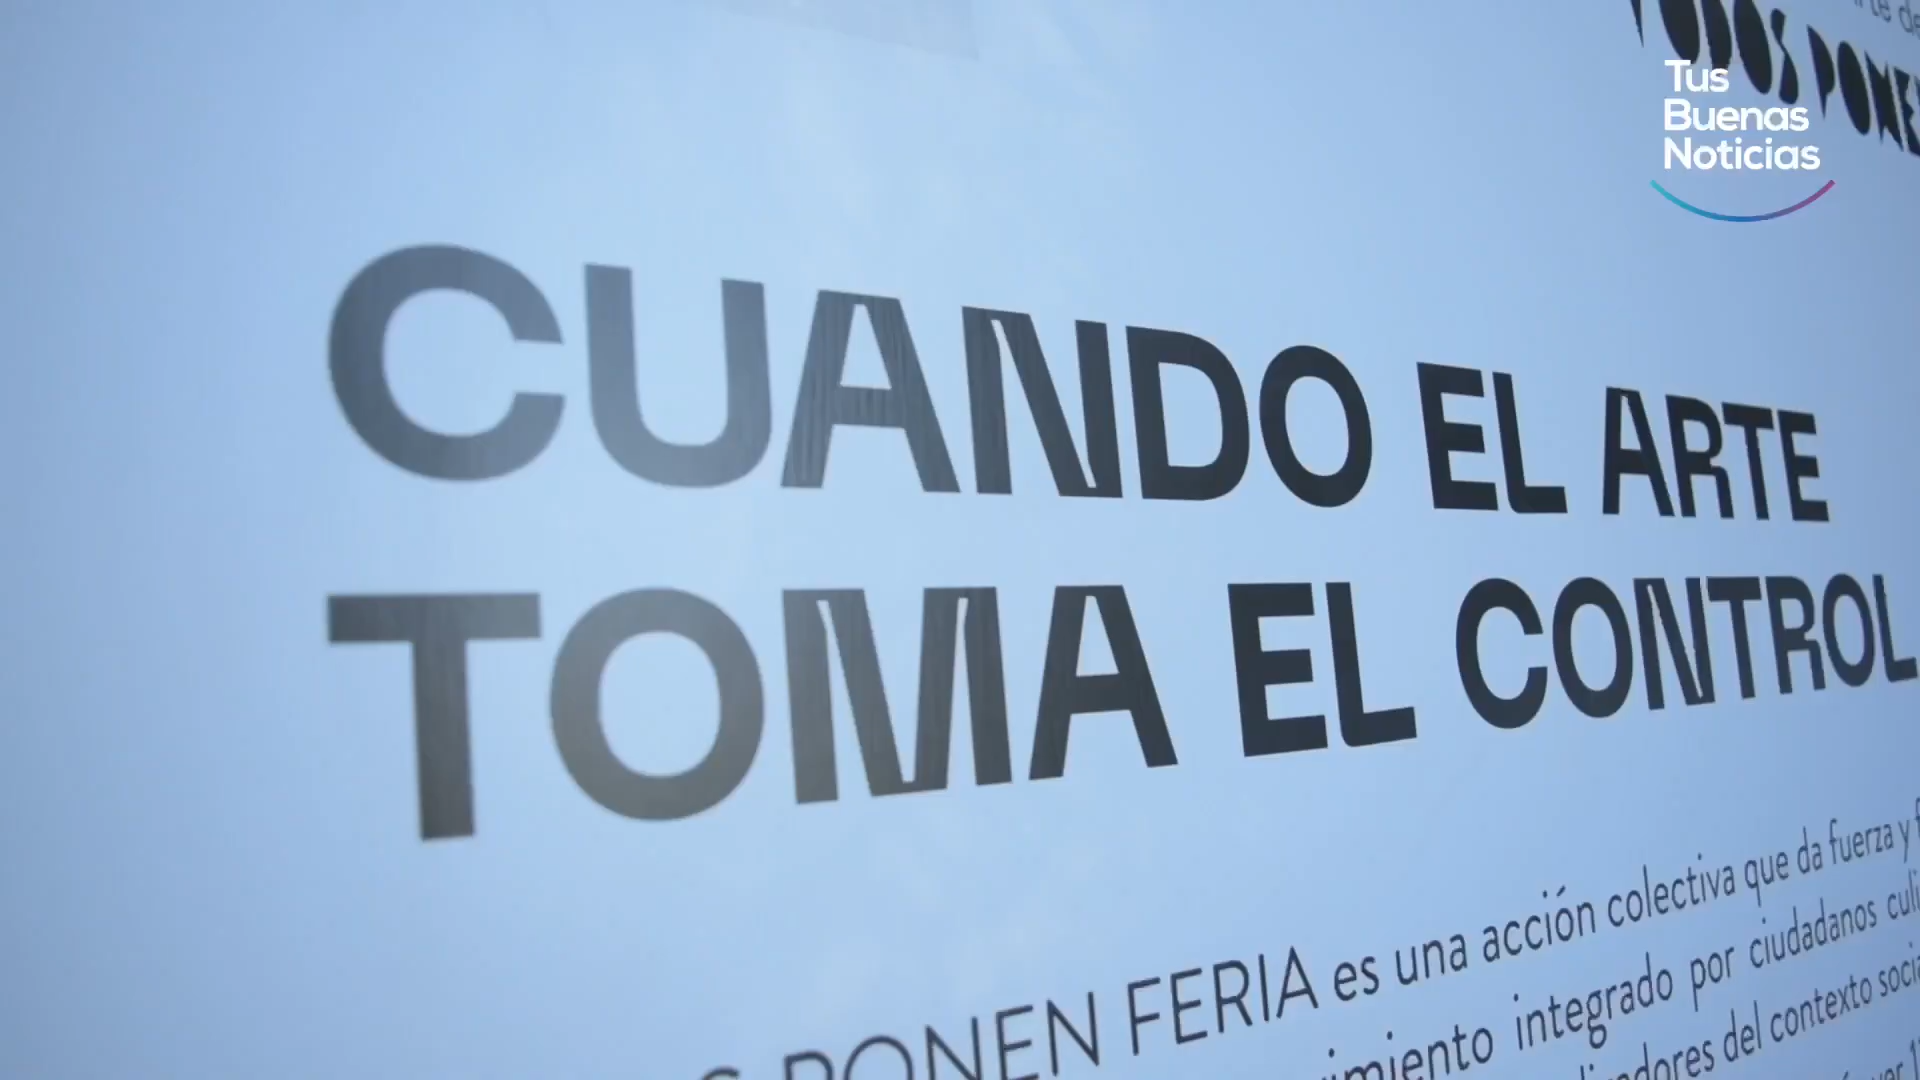 PONE
Tus
Buenas
Noticias
CUANDO EL ARTE
TOMA EL CONTROL
PONEN FERIA es una acción colectiva que da fuerza y
integrado por ciudadanos
del contexto